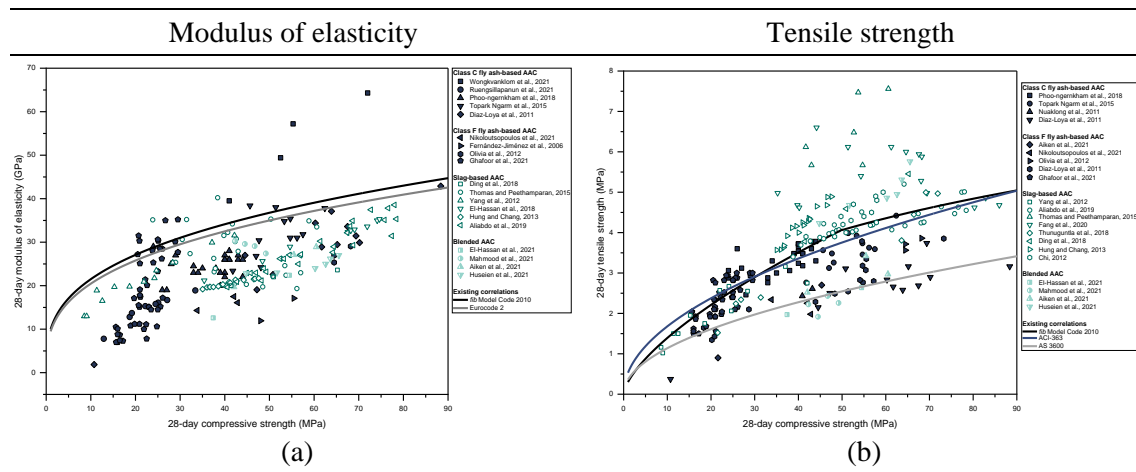 Modulus of elasticity
Tensile strength
70
60
50
40
30
20
10
0
28-day modulus of elasticity (GPa)
0 10 20 30 40 50 60 70 80 90
28-day compressive strength (MPa)
Class C fly ash-based AAC
Wongkvanklom et al., 2021
Ruengsillapanun et al., 2021
Phoo-ngernkham et al., 2018
Topark Ngarm et al., 2015
Diaz-Loya et al., 2011
Class F fly ash-based AAC
Nikoloutsopoulos et al., 2021
Fernández-Jiménez et al., 2006
Olivia et al., 2012
Ghafoor et al., 2021
Slag-based AAC
Ding et al., 2018
Thomas and Peethamparan, 2015
Yang et al., 2012
El-Hassan et al., 2018
Hung and Chang, 2013
Aliabdo et al., 2019
Blended AAC
El-Hassan et al., 2021
Mahmood et al., 2021
Aiken et al., 2021
Huseien et al., 2021
Existing correlations
fib Model Code 2010
Eurocode 2
(a)
8
7
6
5
4
3
2
1
0
28-day tensile strength (MPa)
0 10 20 30 40 50 60 70 80 90
28-day compressive strength (MPa)
Class C fly ash-based AAC
Phoo-ngernkham et al., 2018
Topark Ngarm et al., 2015
Nuaklong et al., 2011
Diaz-Loya et al., 2011
Class F fly ash-based AAC
Aiken et al., 2021
Nikoloutsopoulos et al., 2021
Olivia et al., 2012
Diaz-Loya et al., 2011
Ghafoor et al., 2021
Slag-based AAC
Yang et al., 2012
Aliabdo et al., 2019
Thomas and Peethamparan, 2015
Fang et al., 2020
Thunuguntla et al., 2018
Ding et al., 2018
Hung and Chang, 2013
Chi, 2012
Blended AAC
El-Hassan et al., 2021
Mahmood et al., 2021
Aiken et al., 2021
Huseien et al., 2021
Existing correlations
fib Model Code 2010
ACI-363
AS 3600
(b)